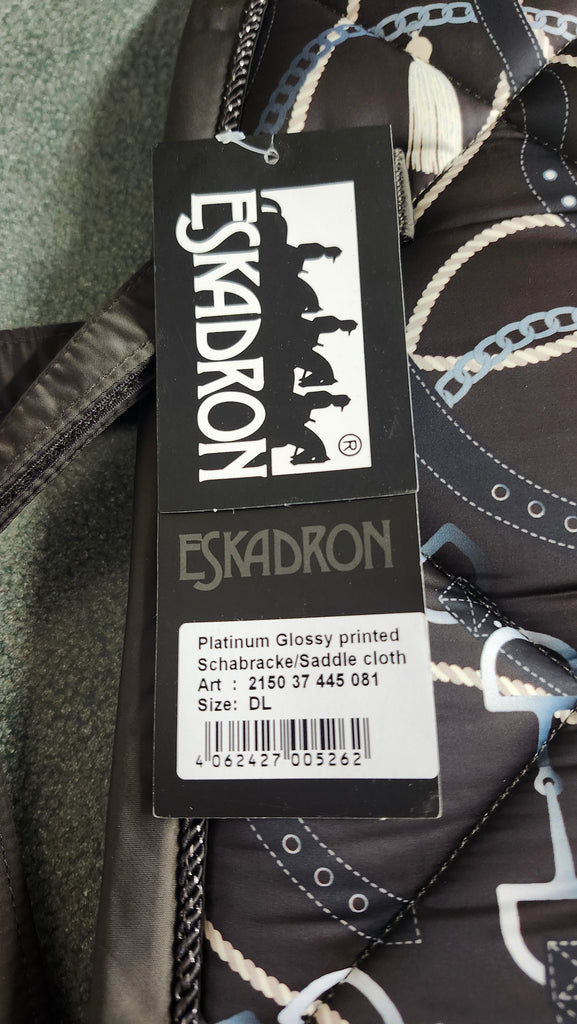 ESKADRON
®
ESKADRON
Platinum Glossy printed
Schabracke/Saddle cloth
Art : 2150 37 445 081
Size: DL
4 062427 005262